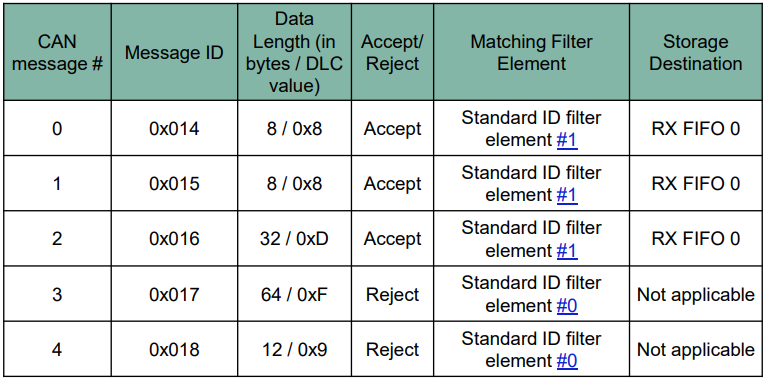 CAN message # Message ID Data Length (in bytes / DLC value) Accept/ Reject Matching Filter Element Storage Destination
0 0x014 8 / 0x8 Accept Standard ID filter element #1 RX FIFO 0
1 0x015 8 / 0x8 Accept Standard ID filter element #1 RX FIFO 0
2 0x016 32 / 0xD Accept Standard ID filter element #1 RX FIFO 0
3 0x017 64 / 0xF Reject Standard ID filter element #0 Not applicable
4 0x018 12 / 0x9 Reject Standard ID filter element #0 Not applicable